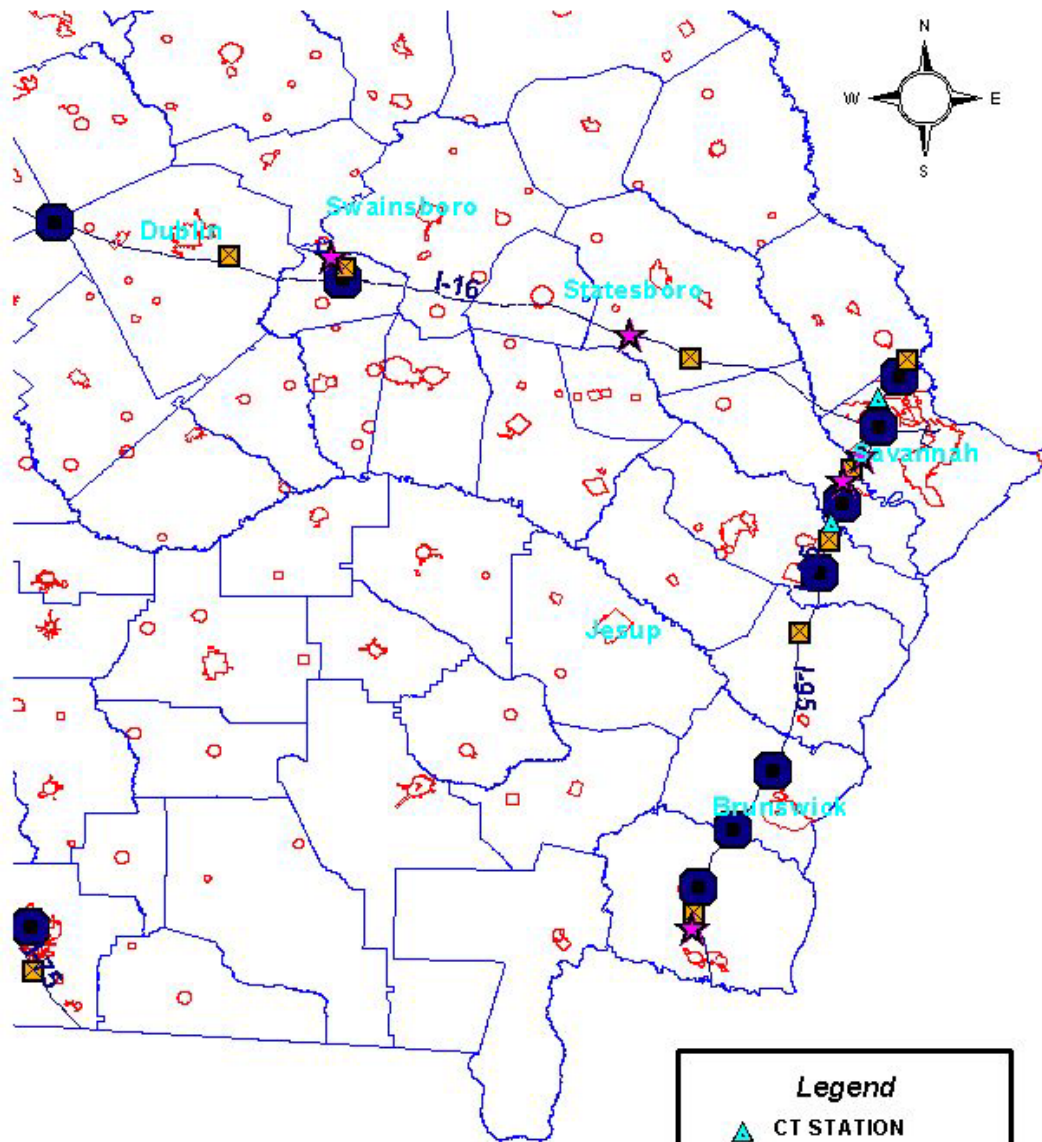 N
W E
S
Swainsboro
Dublin
I-16
Statesboro
Savannah
Jesup
I-95
Brunswick
Legend
CT STATION